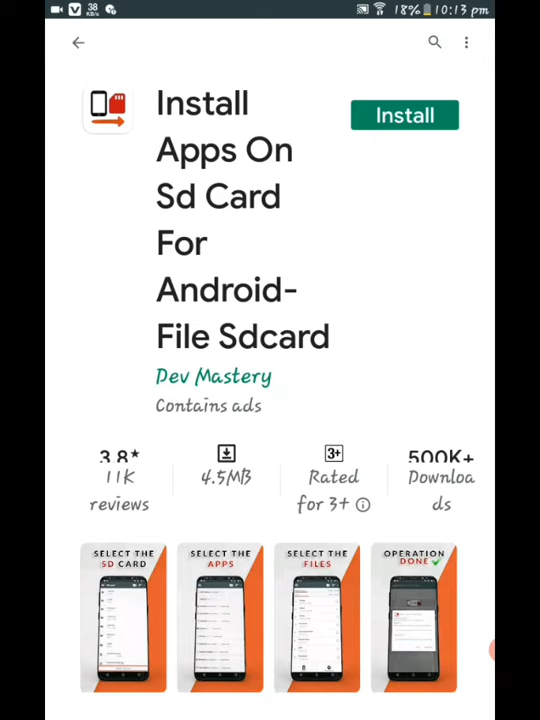 38
KB/s
18% 10:13 pm
Install
Apps On
Sd Card
For
Android-
File Sdcard
Install
Dev Mastery
Contains ads
3.8★
11K
reviews
4.5MB
3+
Rated
for 3+
500K+
Downloa
ds
SELECT THE
SD CARD
SELECT THE
APPS
SELECT THE
FILES
OPERATION
DONE